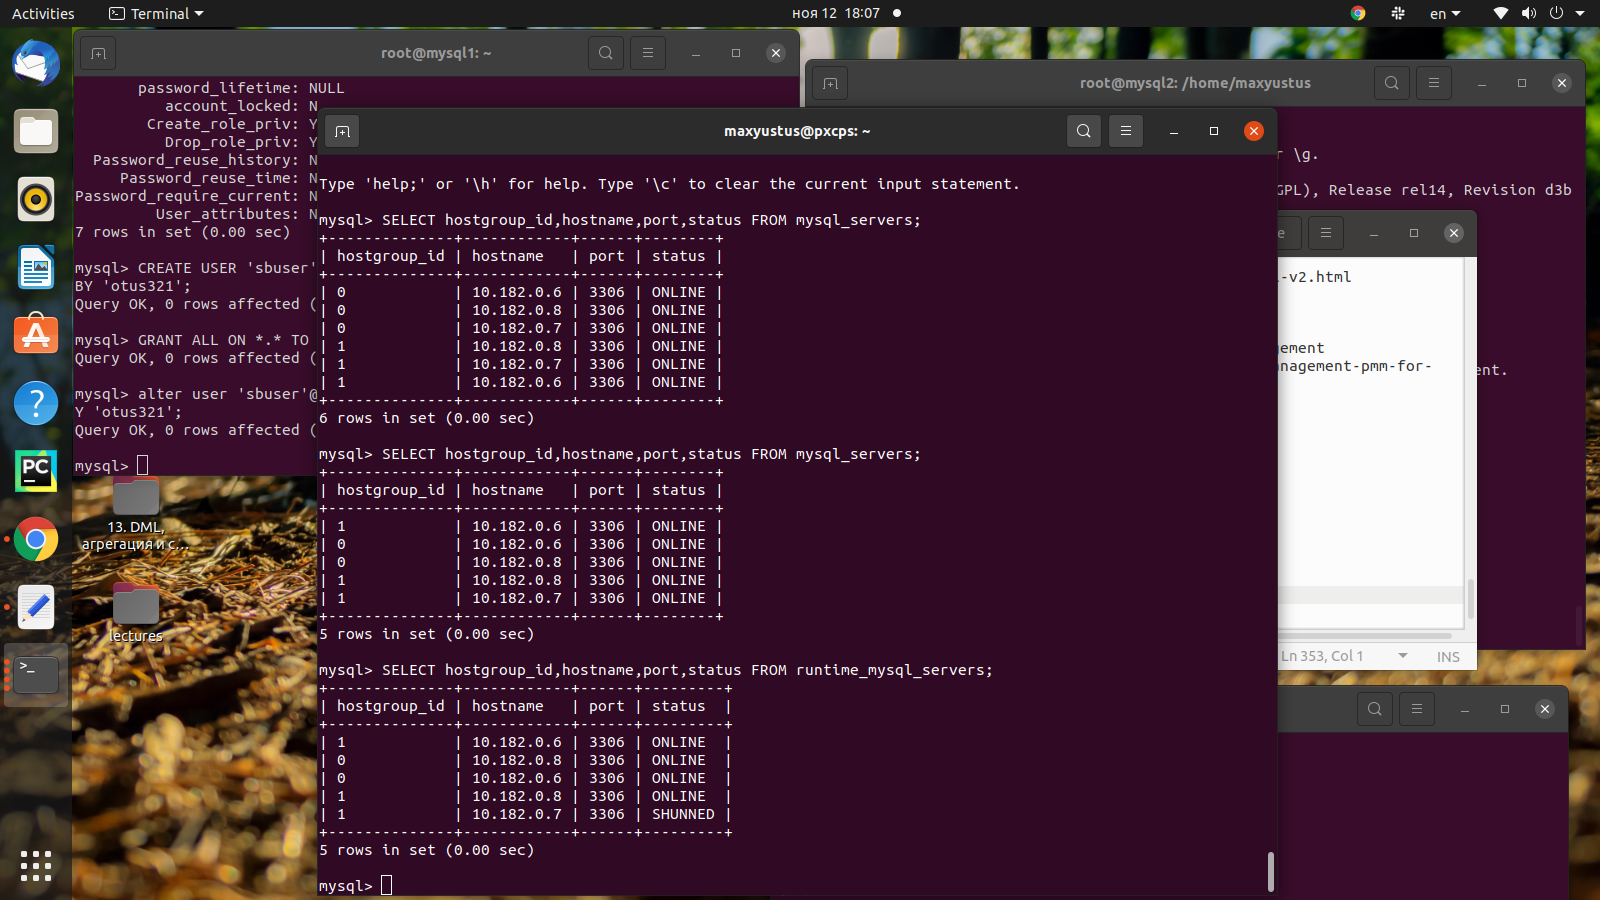 Activities
Terminal
ноя 12 18:07
en
root@mysql1: ~
password_lifetime: NULL
account_locked: N
Create_role_priv: Y
Drop_role_priv: Y
Password_reuse_history: N
Password_reuse_time: N
Password_require_current: N
User_attributes: N
7 rows in set (0.00 sec)
mysql> CREATE USER 'sbuser'
BY 'otus321';
Query OK, 0 rows affected (
mysql> GRANT ALL ON *.* TO
Query OK, 0 rows affected (
mysql> alter user 'sbuser'@
Y 'otus321';
Query OK, 0 rows affected (
mysql>
13. DML,
агрегация и с...
lectures
root@mysql2: /home/maxyustus
r \g.
GPL), Release rel14, Revision d3b
ent.
maxyustus@pxcps: ~
Type 'help;' or '\h' for help. Type '\c' to clear the current input statement.
mysql> SELECT hostgroup_id,hostname,port,status FROM mysql_servers;
+--------------+------------+------+--------+
| hostgroup_id | hostname   | port | status |
+--------------+------------+------+--------+
| 0            | 10.182.0.6 | 3306 | ONLINE |
| 0            | 10.182.0.8 | 3306 | ONLINE |
| 0            | 10.182.0.7 | 3306 | ONLINE |
| 1            | 10.182.0.8 | 3306 | ONLINE |
| 1            | 10.182.0.7 | 3306 | ONLINE |
| 1            | 10.182.0.6 | 3306 | ONLINE |
+--------------+------------+------+--------+
6 rows in set (0.00 sec)
mysql> SELECT hostgroup_id,hostname,port,status FROM mysql_servers;
+--------------+------------+------+--------+
| hostgroup_id | hostname   | port | status |
+--------------+------------+------+--------+
| 1            | 10.182.0.6 | 3306 | ONLINE |
| 0            | 10.182.0.6 | 3306 | ONLINE |
| 0            | 10.182.0.8 | 3306 | ONLINE |
| 1            | 10.182.0.8 | 3306 | ONLINE |
| 1            | 10.182.0.7 | 3306 | ONLINE |
+--------------+------------+------+--------+
5 rows in set (0.00 sec)
mysql> SELECT hostgroup_id,hostname,port,status FROM runtime_mysql_servers;
+--------------+------------+------+---------+
| hostgroup_id | hostname   | port | status  |
+--------------+------------+------+---------+
| 1            | 10.182.0.6 | 3306 | ONLINE  |
| 0            | 10.182.0.8 | 3306 | ONLINE  |
| 0            | 10.182.0.6 | 3306 | ONLINE  |
| 1            | 10.182.0.8 | 3306 | ONLINE  |
| 1            | 10.182.0.7 | 3306 | SHUNNED |
+--------------+------------+------+---------+
5 rows in set (0.00 sec)
mysql>
e
-v2.html
gement
nagement-pmm-for-
Ln 353, Col 1
INS
PC